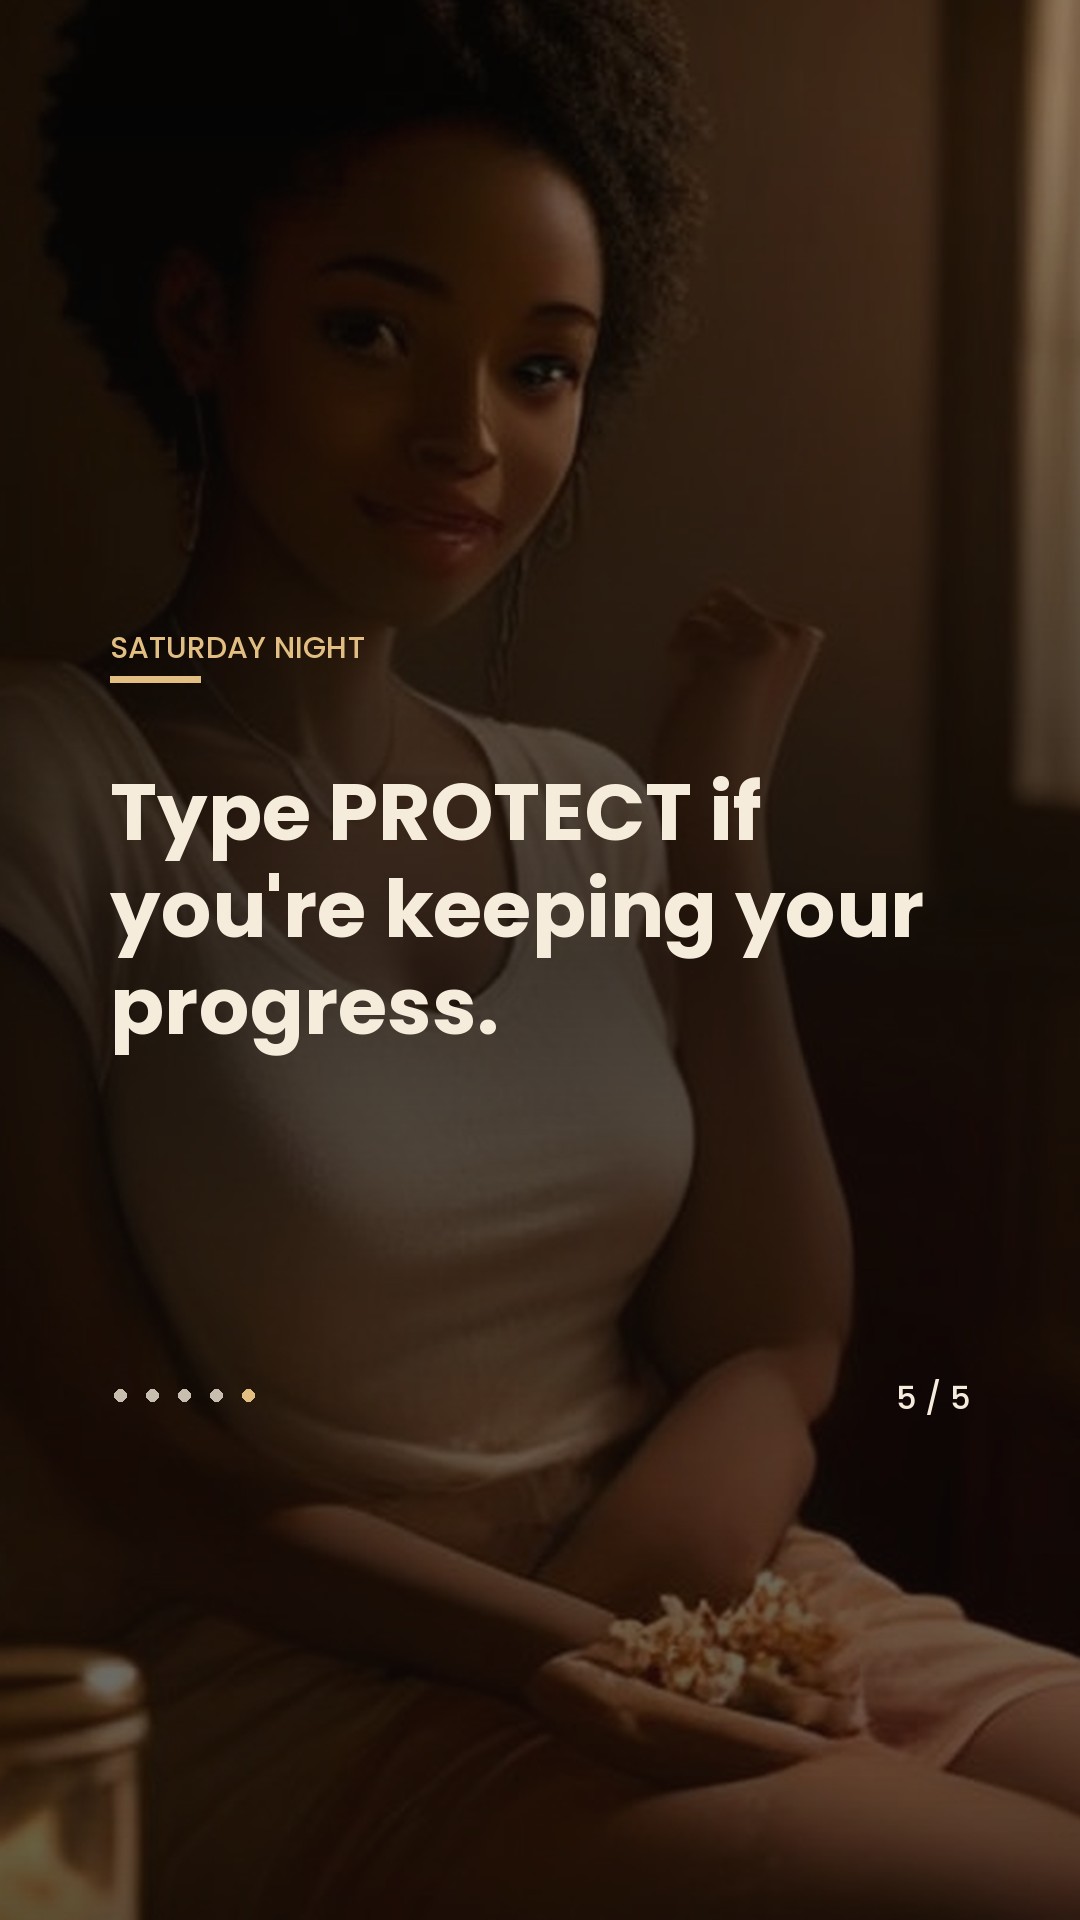 SATURDAY NIGHT
Type PROTECT if
you're keeping your
progress.
5 / 5